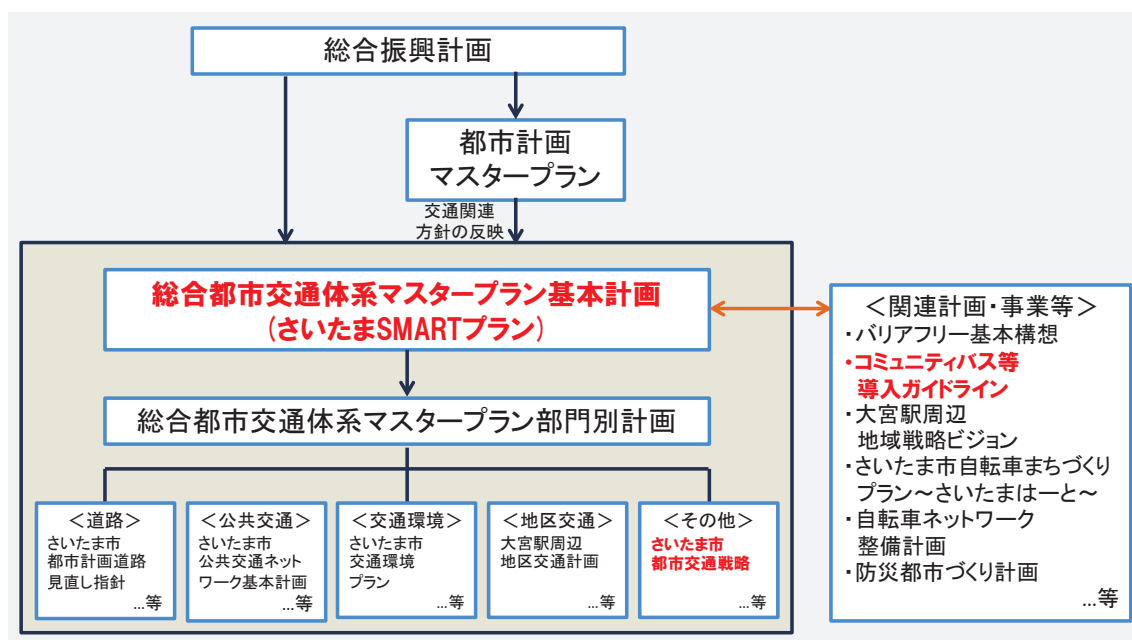 総合振興計画
都市計画
マスタープラン
交通関連
方針の反映
総合都市交通体系マスタープラン基本計画
(さいたまSMARTプラン)
総合都市交通体系マスタープラン部門別計画
＜道路＞
さいたま市
都市計画道路
見直し指針
...等
＜公共交通＞
さいたま市
公共交通ネット
ワーク基本計画
...等
＜交通環境＞
さいたま市
交通環境
プラン
...等
＜地区交通＞
大宮駅周辺
地区交通計画
...等
＜その他＞
さいたま市
都市交通戦略
...等
＜関連計画・事業等＞
・バリアフリー基本構想
・コミュニティバス等
導入ガイドライン
・大宮駅周辺
地域戦略ビジョン
・さいたま市自転車まちづくり
プラン～さいたまはーと～
・自転車ネットワーク
整備計画
・防災都市づくり計画
...等